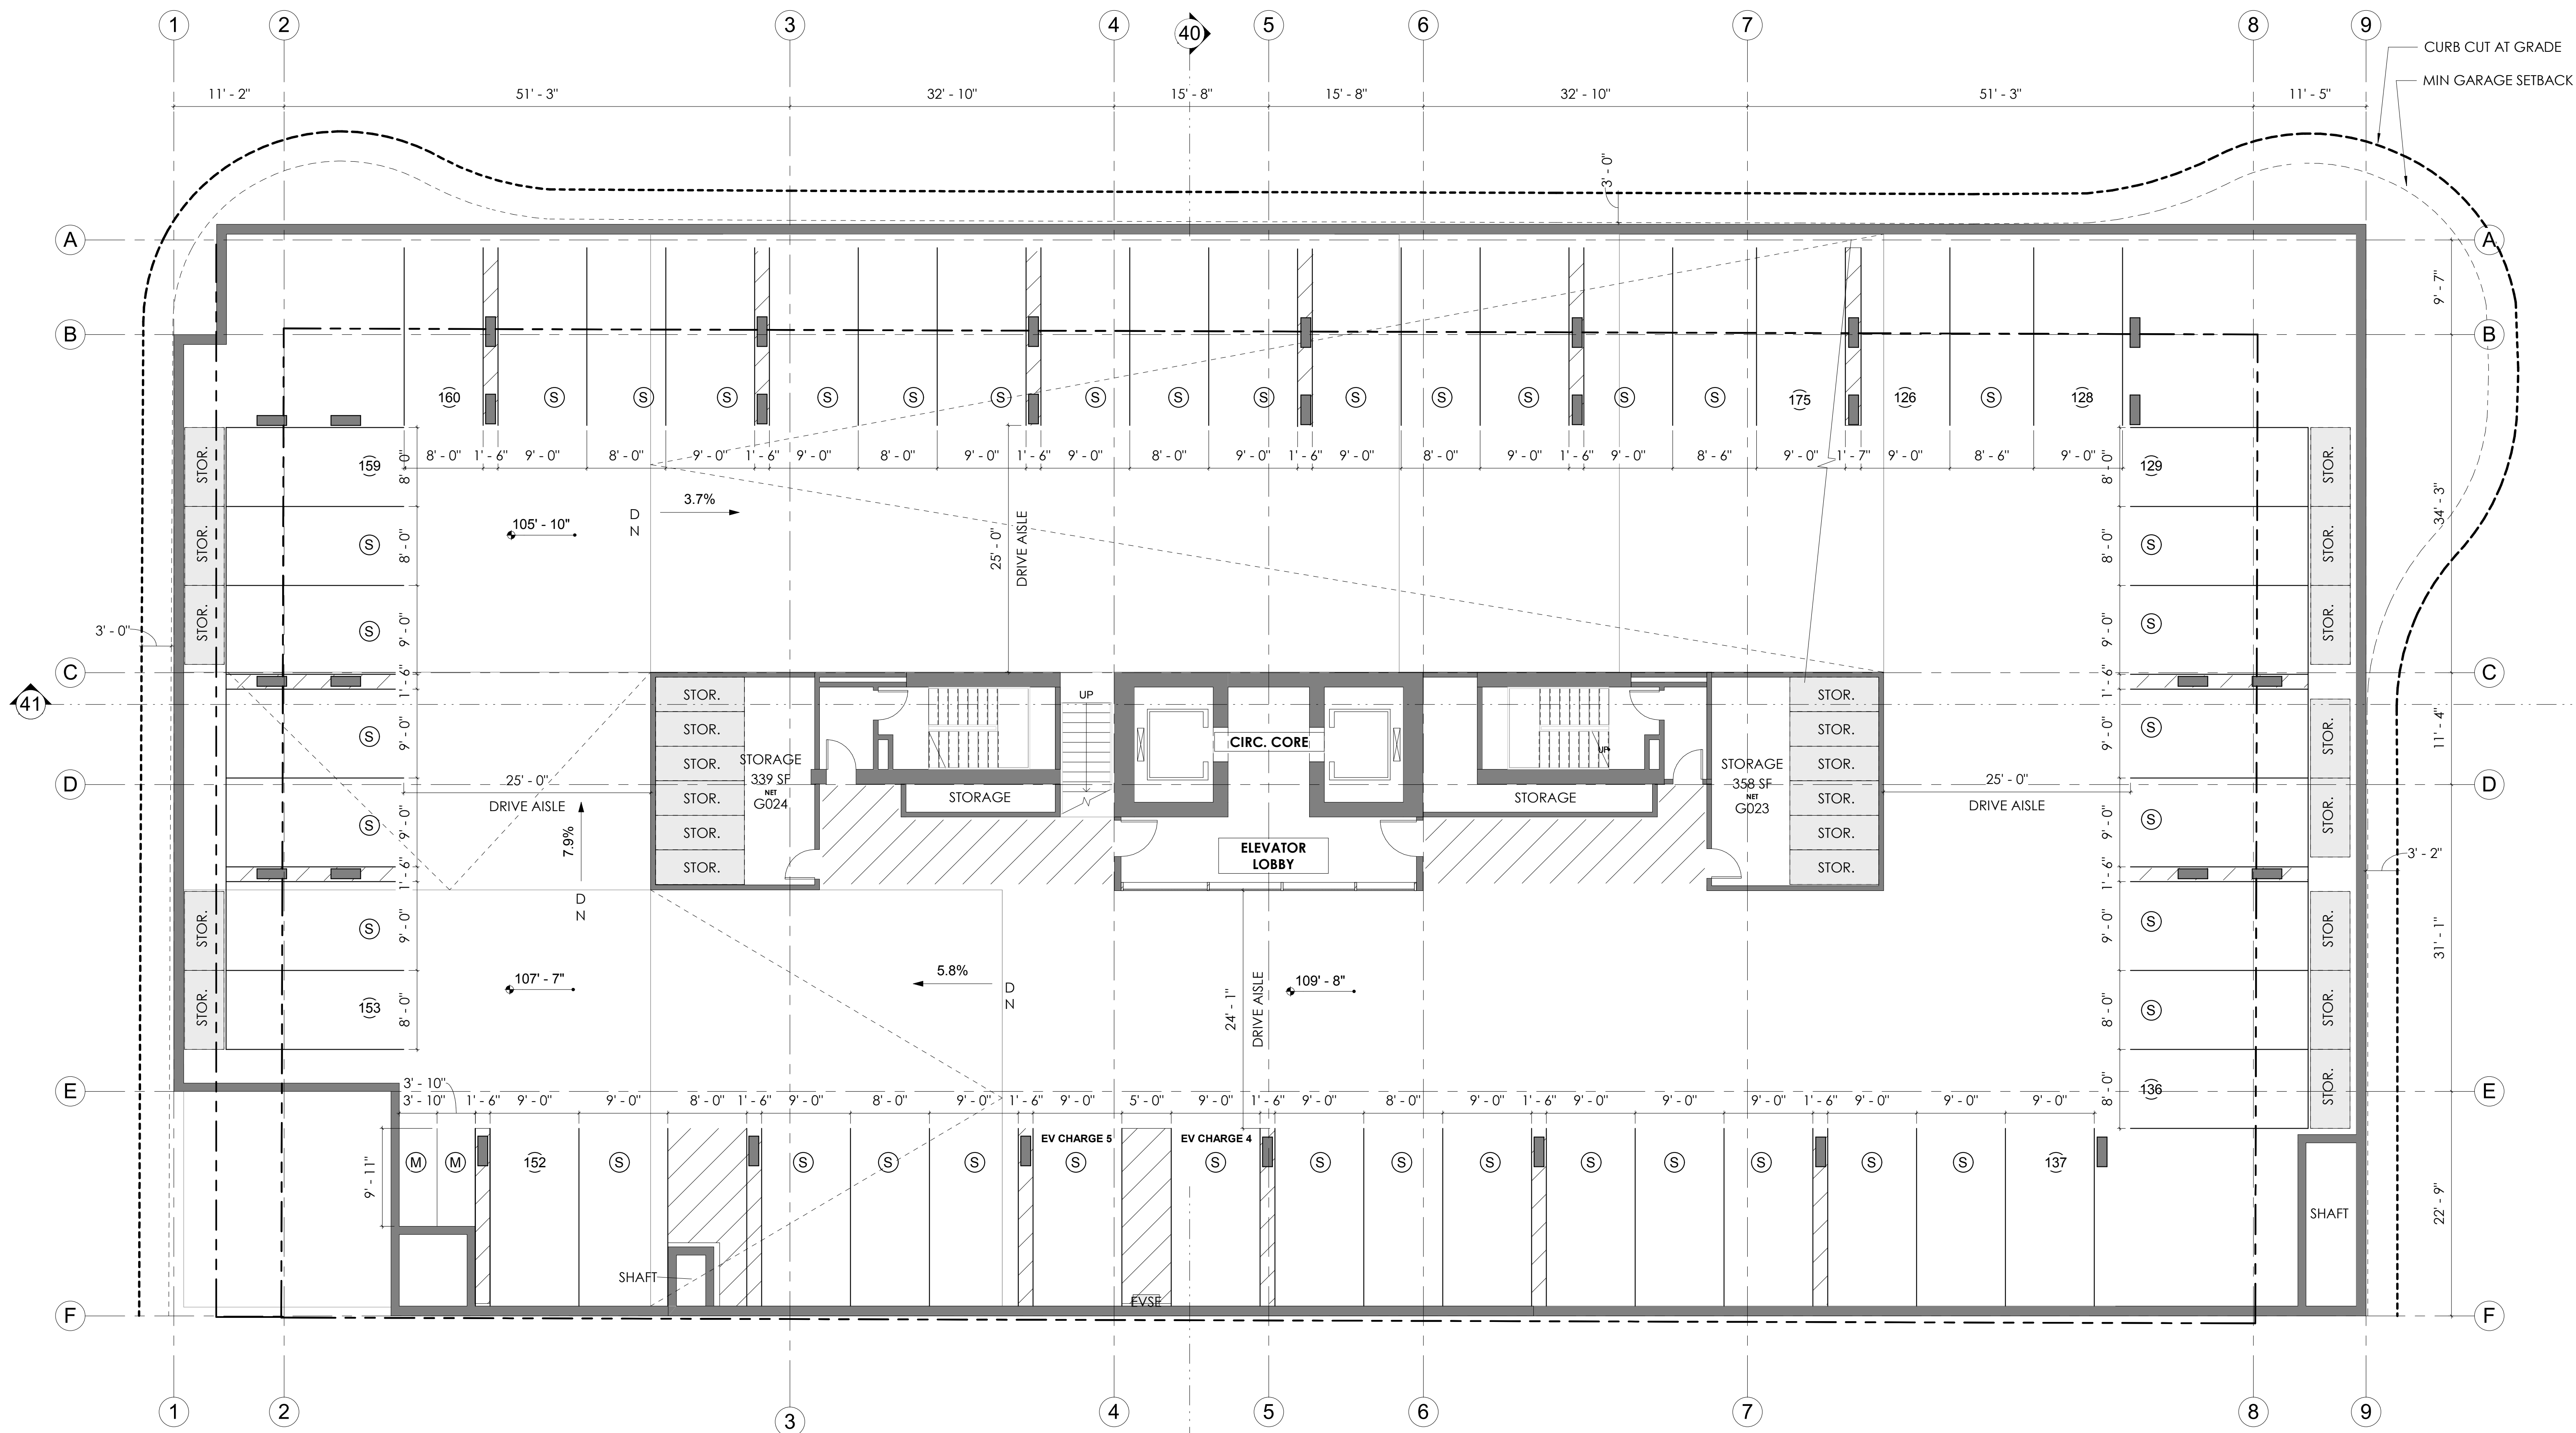 1 2 3 4 40 5 6 7 8 9
CURB CUT AT GRADE
MIN GARAGE SETBACK
11' - 2" 51' - 3" 32' - 10" 15' - 8" 15' - 8" 32' - 10" 51' - 3" 11' - 5"
3' - 0"
A A
9' - 7"
B B
160 S S S S S S S S S S S S S S 175 126 S 128
8' - 0" 1' - 6" 9' - 0" 8' - 0" 9' - 0" 1' - 6" 9' - 0" 8' - 0" 9' - 0" 1' - 6" 9' - 0" 8' - 0" 9' - 0" 1' - 6" 9' - 0" 8' - 0" 9' - 0" 1' - 6" 9' - 0" 8' - 6" 9' - 0" 1' - 7" 9' - 0" 8' - 6" 9' - 0"
STOR. 159 8' - 0"
8' - 0" 129 STOR.
3.7%
D
N
105' - 10"
34' - 3"
STOR. S 8' - 0"
25' - 0"
DRIVE AISLE
8' - 0" S STOR.
STOR. S 9' - 0"
9' - 0" S STOR.
3' - 0"
C C
1' - 6"
1' - 6"
41
UP
STOR.
STOR.
STOR.
STOR.
STOR.
STOR.
STORAGE
339 SF
NET
G024
STORAGE
CIRC. CORE
UP
STORAGE
STORAGE
358 SF
NET
G023
STOR.
STOR.
STOR.
STOR.
STOR.
STOR.
S 9' - 0"
9' - 0" S STOR.
11' - 4"
D D
25' - 0"
DRIVE AISLE
25' - 0"
DRIVE AISLE
S 9' - 0"
9' - 0" S STOR.
7.9%
D
N
ELEVATOR
LOBBY
3' - 2"
1' - 6"
1' - 6"
STOR. S 9' - 0"
9' - 0" S STOR.
31' - 1"
5.8%
D
N
107' - 7"
109' - 8"
24' - 1"
DRIVE AISLE
STOR. 153 8' - 0"
8' - 0" S STOR.
8' - 0" 136 STOR.
E E
3' - 10"
3' - 10" 1' - 6" 9' - 0" 9' - 0" 8' - 0" 1' - 6" 9' - 0" 8' - 0" 9' - 0" 1' - 6" 9' - 0" 5' - 0" 9' - 0" 1' - 6" 9' - 0" 8' - 0" 9' - 0" 1' - 6" 9' - 0" 9' - 0" 9' - 0" 1' - 6" 9' - 0" 9' - 0" 9' - 0"
EV CHARGE 5 EV CHARGE 4
9' - 11"
M M 152 S S S S S S S S S S S S S S 137
SHAFT
22' - 9"
SHAFT
EVSE
F F
1 2 3 4 5 6 7 8 9